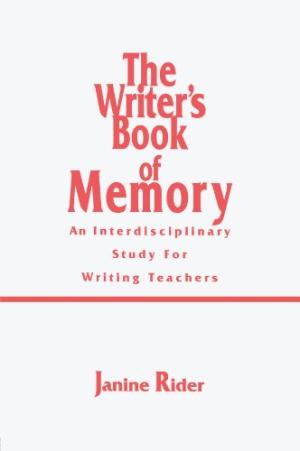 The
Writer's
Book
of
Memory
An Interdisciplinary
Study For
Writing Teachers
Janine Rider